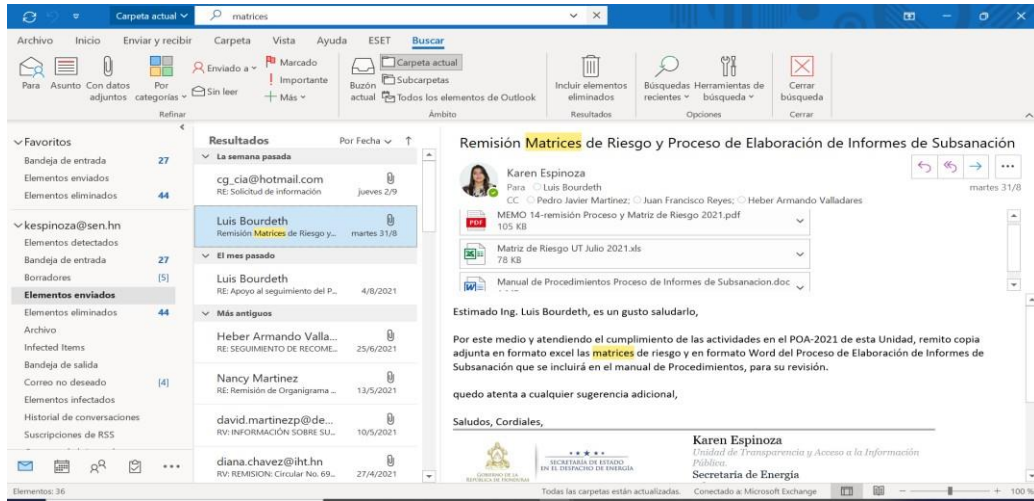 Carpeta actual
matrices
Archivo Inicio Enviar y recibir Carpeta Vista Ayuda ESET Buscar
Para
Asunto
Con datos adjuntos
Por categorías
Enviado a
Sin leer
Marcado
Importante
Más
Refinar
Buzón actual
Carpeta actual
Subcarpetas
Todos los elementos de Outlook
Ámbito
Incluir elementos eliminados
Resultados
Búsquedas recientes
Herramientas de búsqueda
Opciones
Cerrar búsqueda
Cerrar
Favoritos
Bandeja de entrada 27
Elementos enviados
Elementos eliminados 44
kespinoza@sen.hn
Elementos detectados
Bandeja de entrada 27
Borradores [5]
Elementos enviados
Elementos eliminados 44
Archivo
Infected Items
Bandeja de salida
Correo no deseado [4]
Elementos infectados
Historial de conversaciones
Suscripciones de RSS
Resultados Por Fecha
La semana pasada
cg_cia@hotmail.com
RE: Solicitud de información jueves 2/9
Luis Bourdeth
Remisión Matrices de Riesgo y... martes 31/8
El mes pasado
Luis Bourdeth
RE: Apoyo al seguimiento del P... 4/8/2021
Más antiguos
Heber Armando Valla...
RE: SEGUIMIENTO DE RECOME... 25/6/2021
Nancy Martinez
RE: Remisión de Organigrama ... 13/5/2021
david.martinezp@de...
RV: INFORMACIÓN SOBRE SU... 10/5/2021
diana.chavez@iht.hn
RV: REMISION: Circular No. 69... 27/4/2021
Remisión Matrices de Riesgo y Proceso de Elaboración de Informes de Subsanación
Karen Espinoza
Para Luis Bourdeth
CC Pedro Javier Martinez; Juan Francisco Reyes; Heber Armando Valladares
martes 31/8
PDF
MEMO 14-remisión Proceso y Matriz de Riesgo 2021.pdf
105 KB
Matriz de Riesgo UT Julio 2021.xls
78 KB
Manual de Procedimientos Proceso de Informes de Subsanacion.doc
Estimado Ing. Luis Bourdeth, es un gusto saludarlo,
Por este medio y atendiendo el cumplimiento de las actividades en el POA-2021 de esta Unidad, remito copia
adjunta en formato excel las matrices de riesgo y en formato Word del Proceso de Elaboración de Informes de
Subsanación que se incluirá en el manual de Procedimientos, para su revisión.
quedo atenta a cualquier sugerencia adicional,
Saludos, Cordiales,
GOBIERNO DE LA
REPÚBLICA DE HONDURAS
SECRETARÍA DE ESTADO
EN EL DESPACHO DE ENERGÍA
Karen Espinoza
Unidad de Transparencia y Acceso a la Información
Pública.
Secretaria de Energia
Elementos: 36
Todas las carpetas están actualizadas. Conectado a: Microsoft Exchange 100 %